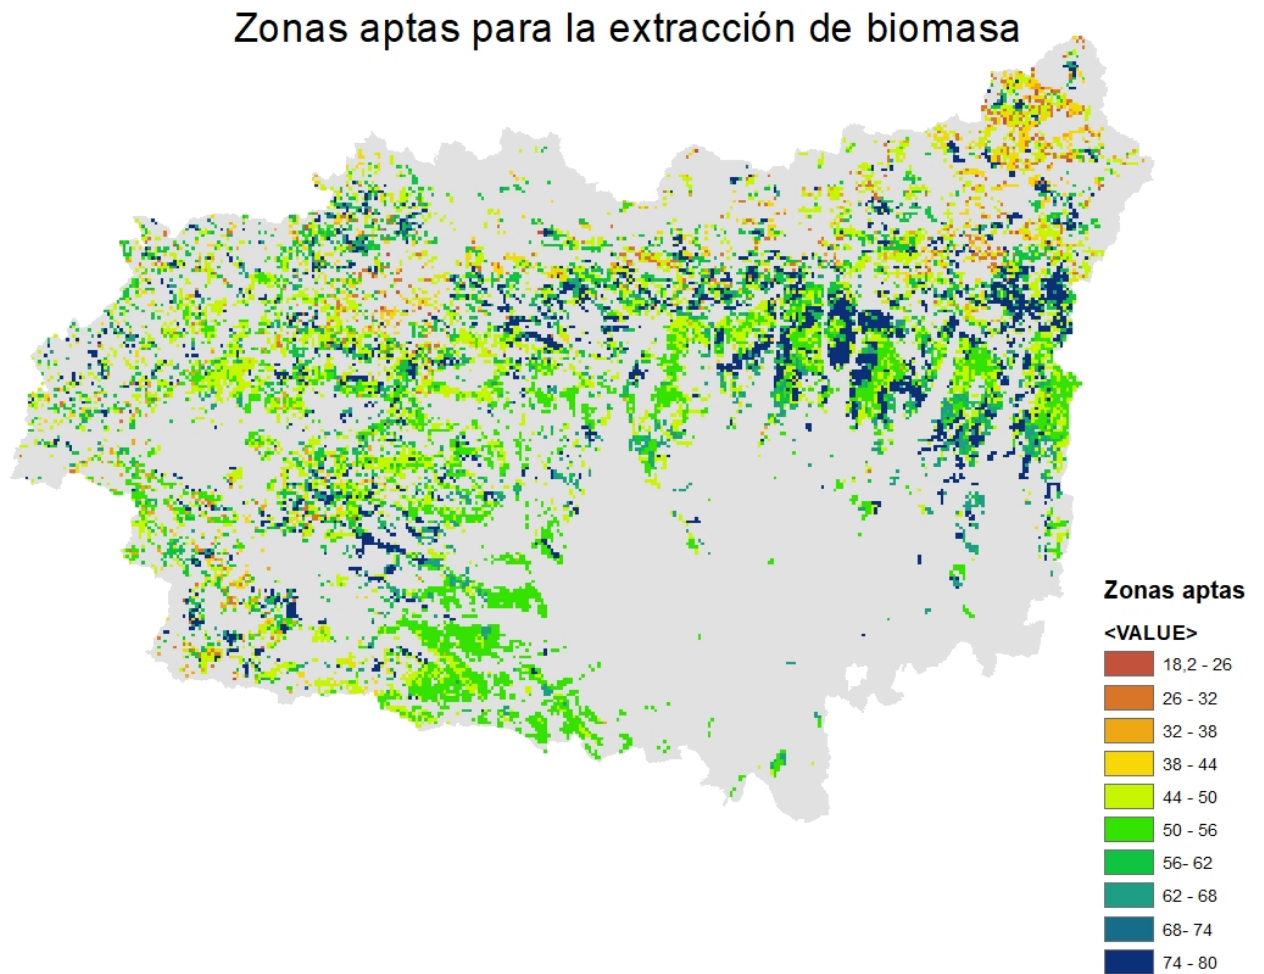 Zonas aptas para la extracción de biomasa
Zonas aptas
<VALUE>
18,2 - 26
26 - 32
32 - 38
38 - 44
44 - 50
50 - 56
56- 62
62 - 68
68- 74
74 - 80